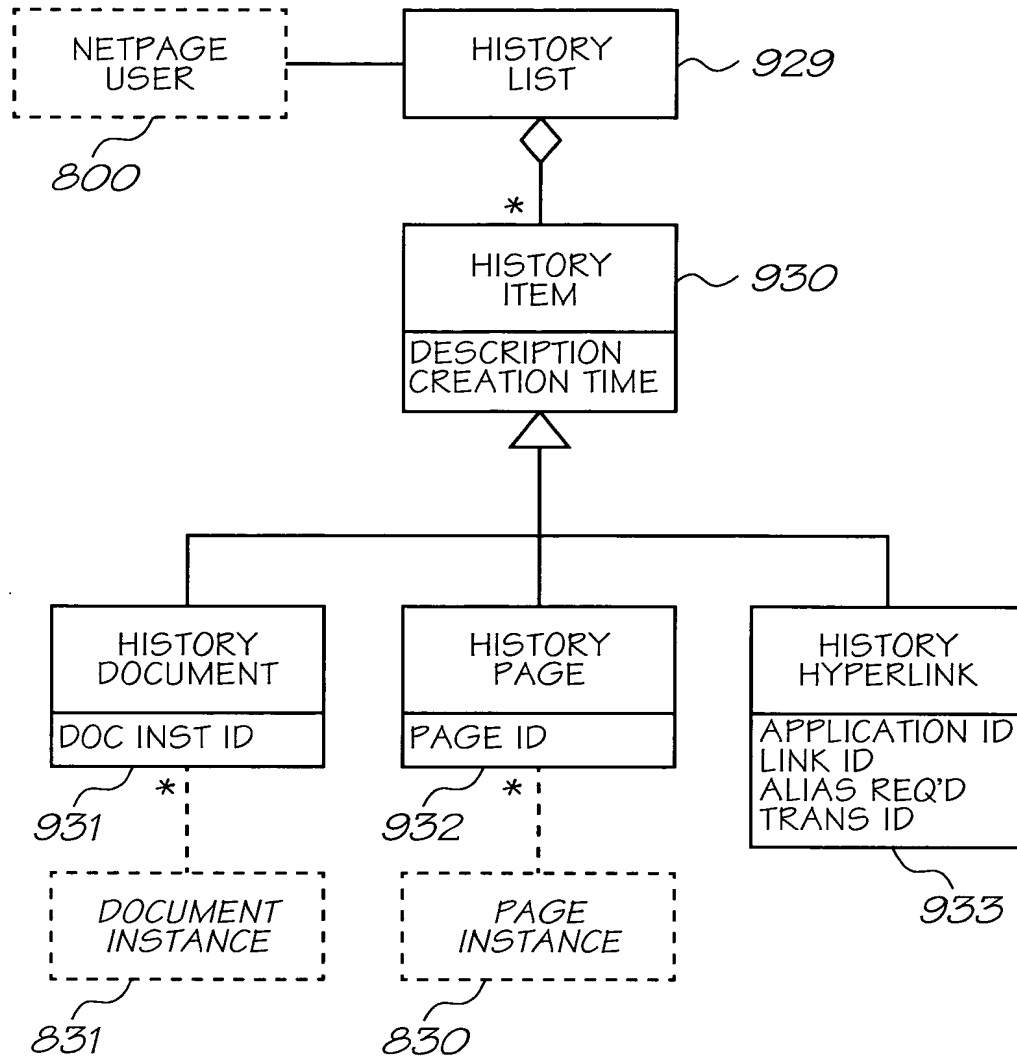 NETPAGE
USER
HISTORY
LIST
929
800
*
HISTORY
ITEM
930
DESCRIPTION
CREATION TIME
HISTORY
DOCUMENT
DOC INST ID
HISTORY
PAGE
PAGE ID
HISTORY
HYPERLINK
APPLICATION ID
LINK ID
ALIAS REQ'D
TRANS ID
*
931
*
932
933
DOCUMENT
INSTANCE
PAGE
INSTANCE
831
830